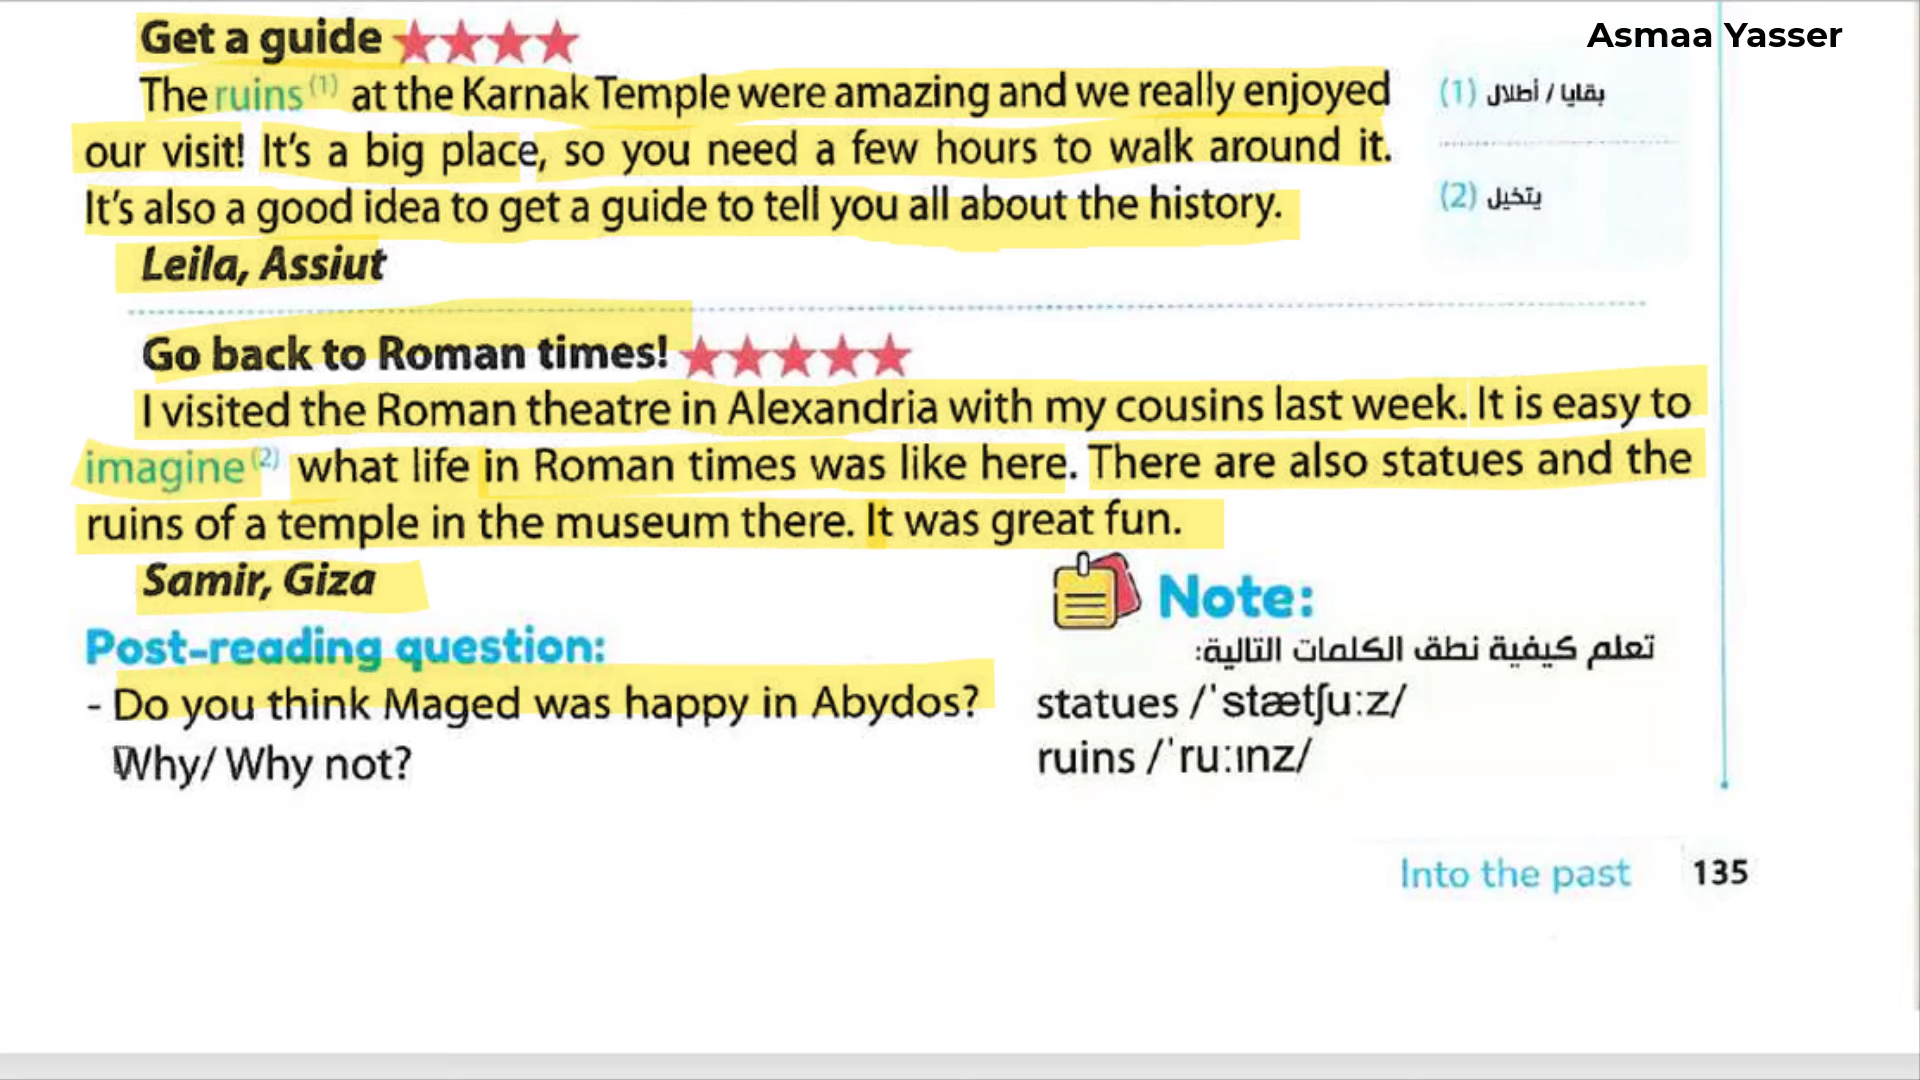 Asmaa Yasser
Get a guide
The ruins (1) at the Karnak Temple were amazing and we really enjoyed
our visit! It's a big place, so you need a few hours to walk around it.
It's also a good idea to get a guide to tell you all about the history.
Leila, Assiut
(1) بقايا / أطلال
(2) يتخيل
Go back to Roman times!
I visited the Roman theatre in Alexandria with my cousins last week. It is easy to
imagine (2) what life in Roman times was like here. There are also statues and the
ruins of a temple in the museum there. It was great fun.
Samir, Giza
Post-reading question:
- Do you think Maged was happy in Abydos?
Why/ Why not?
Note:
تعلم كيفية نطق الكلمات التالية:
statues /ˈstætʃuːz/
ruins /ˈruːɪnz/
Into the past 135